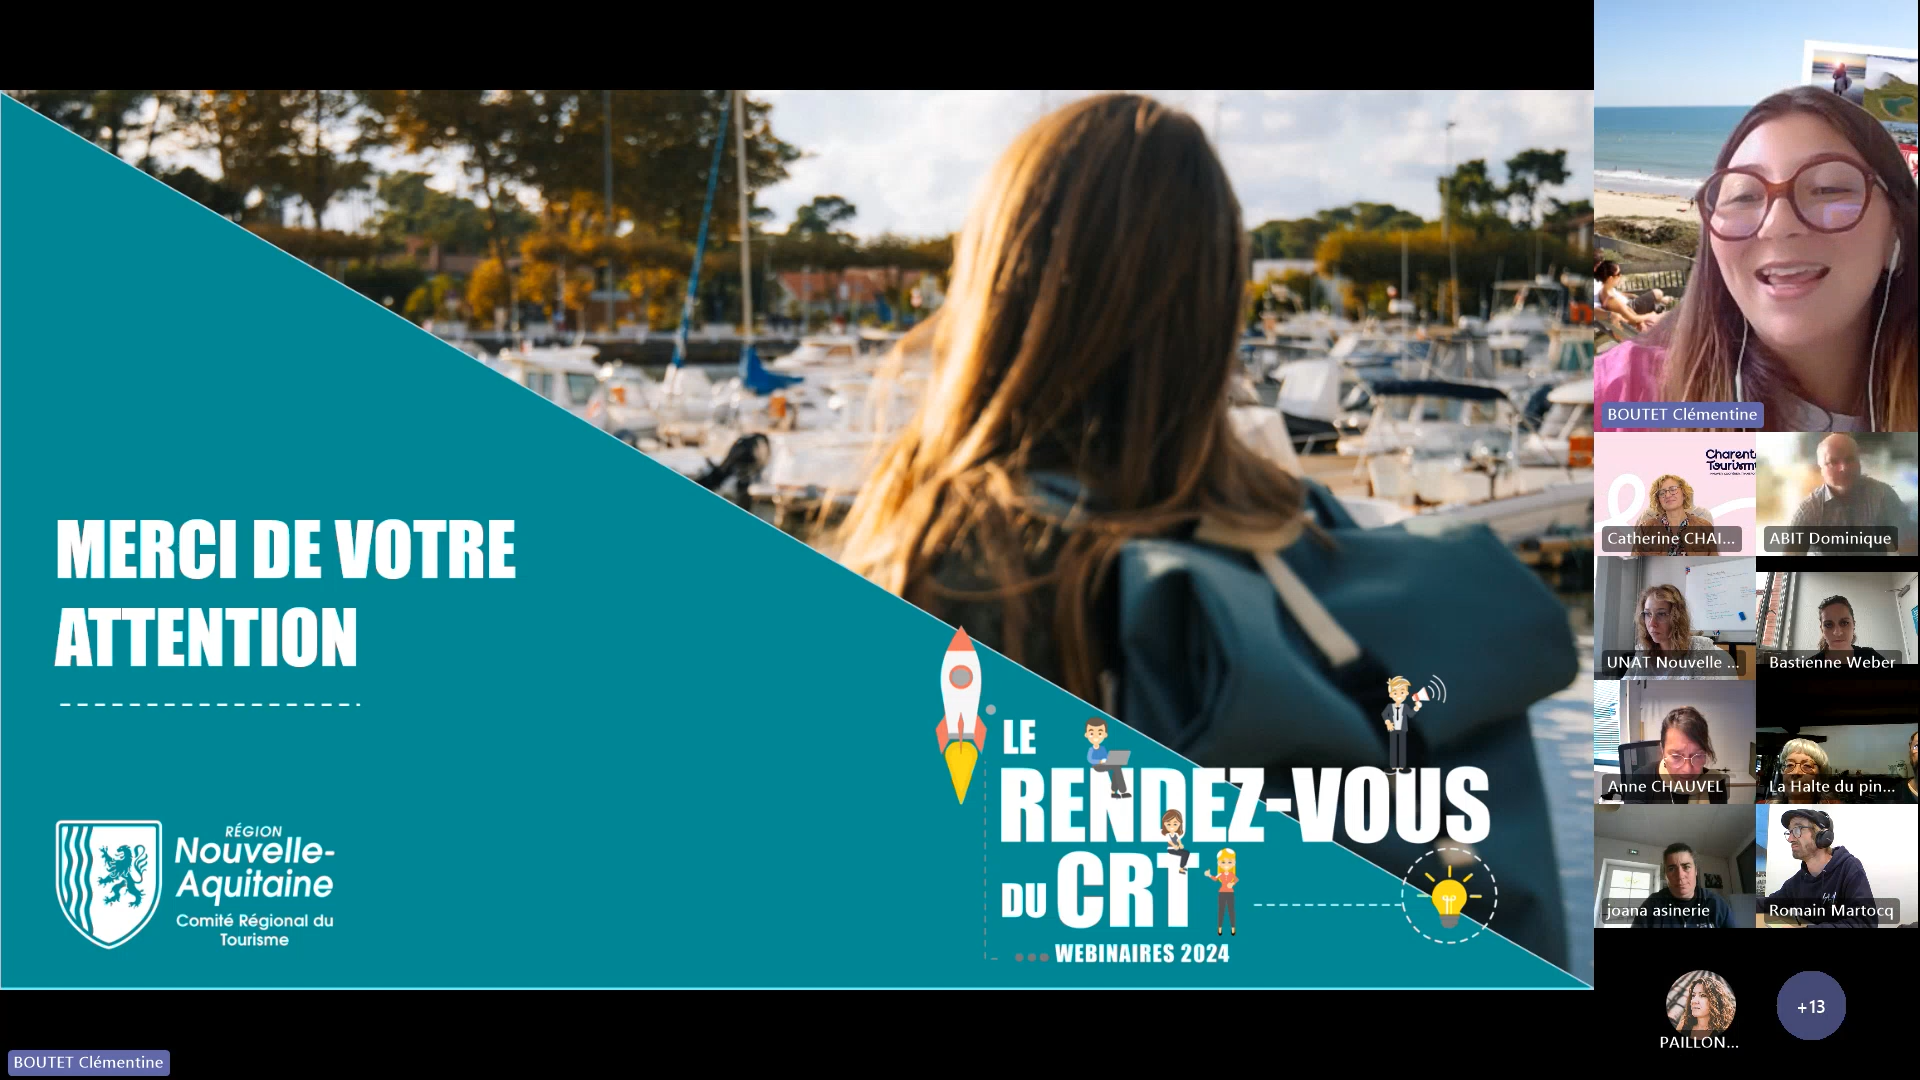 MERCI DE VOTRE
ATTENTION
RÉGION
Nouvelle-
Aquitaine
Comité Régional du
Tourisme
LE
RENDEZ-VOUS
DU CRT
WEBINAIRES 2024
BOUTET Clémentine
BOUTET Clémentine
Charent
Tourism
Catherine CHAI...
ABIT Dominique
UNAT Nouvelle ...
Bastienne Weber
Anne CHAUVEL
La Halte du pin...
joana asinerie
Romain Martocq
PAILLON...
+13